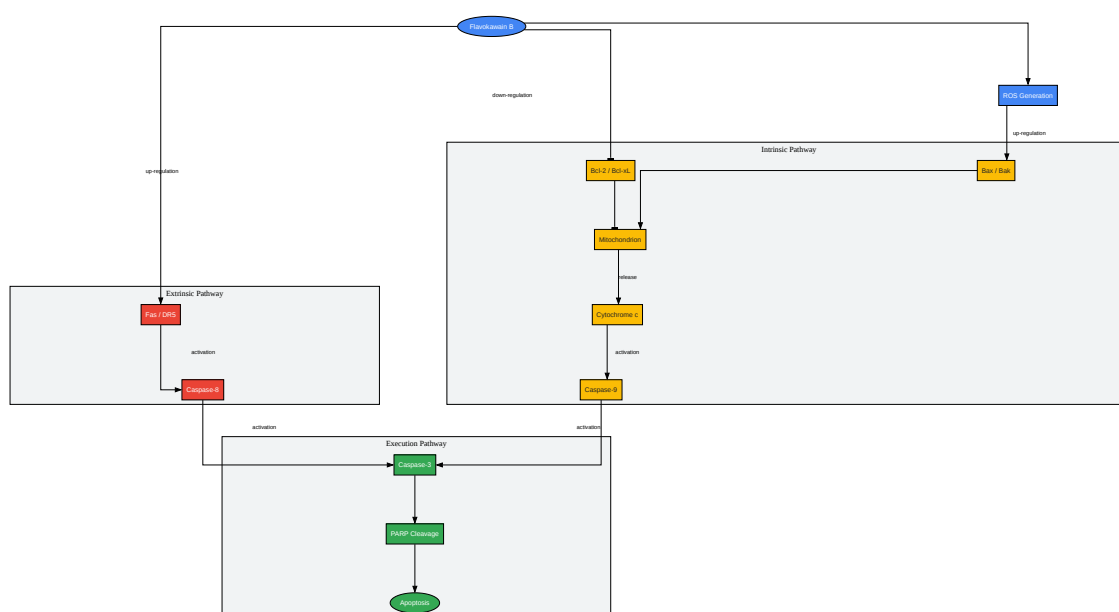 Flavokawain B
down-regulation
ROS Generation
up-regulation
Intrinsic Pathway
Bcl-2 / Bcl-xL
Bax / Bak
up-regulation
Mitochondrion
release
Extrinsic Pathway
Fas / DR5
Cytochrome c
activation
activation
Caspase-8
Caspase-9
activation
activation
Execution Pathway
Caspase-3
PARP Cleavage
Apoptosis